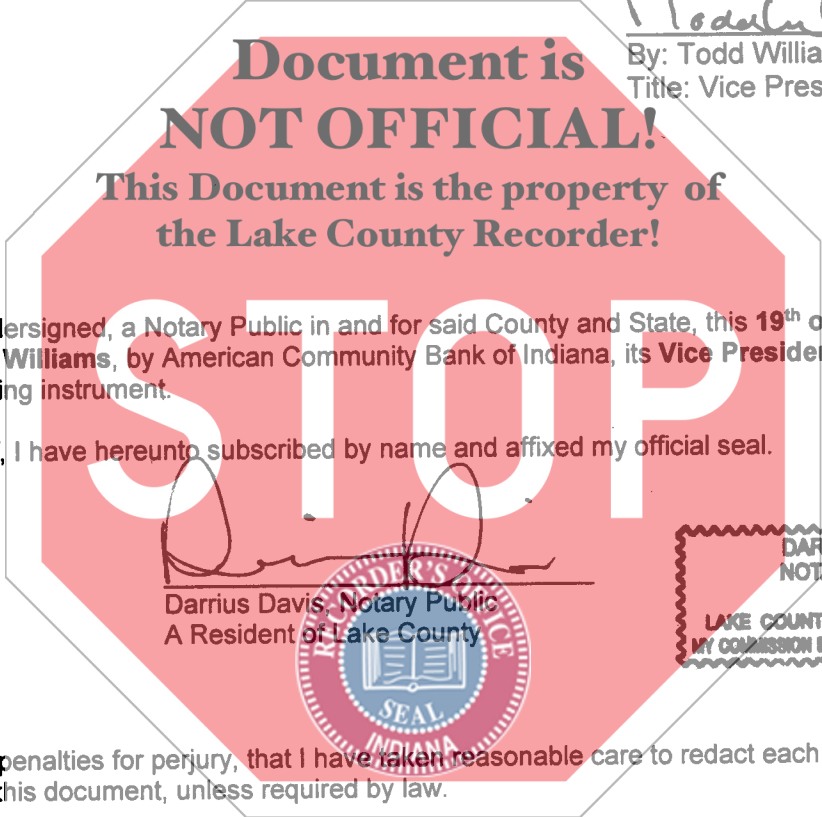 By: Todd Willia
Title: Vice Pres
Document is
NOT OFFICIAL!
This Document is the property of
the Lake County Recorder!
STOP
dersigned, a Notary Public in and for said County and State, this 19th o
Williams, by American Community Bank of Indiana, its Vice Presiden
ing instrument.
, I have hereunto subscribed by name and affixed my official seal.
Darrius Davis, Notary Public
A Resident of Lake County
DAR
NOT
LAKE COUNT
MY COMMISSION
RECORDER'S OFFICE
SEAL
INDIANA
penalties for perjury, that I have taken reasonable care to redact each
this document, unless required by law.